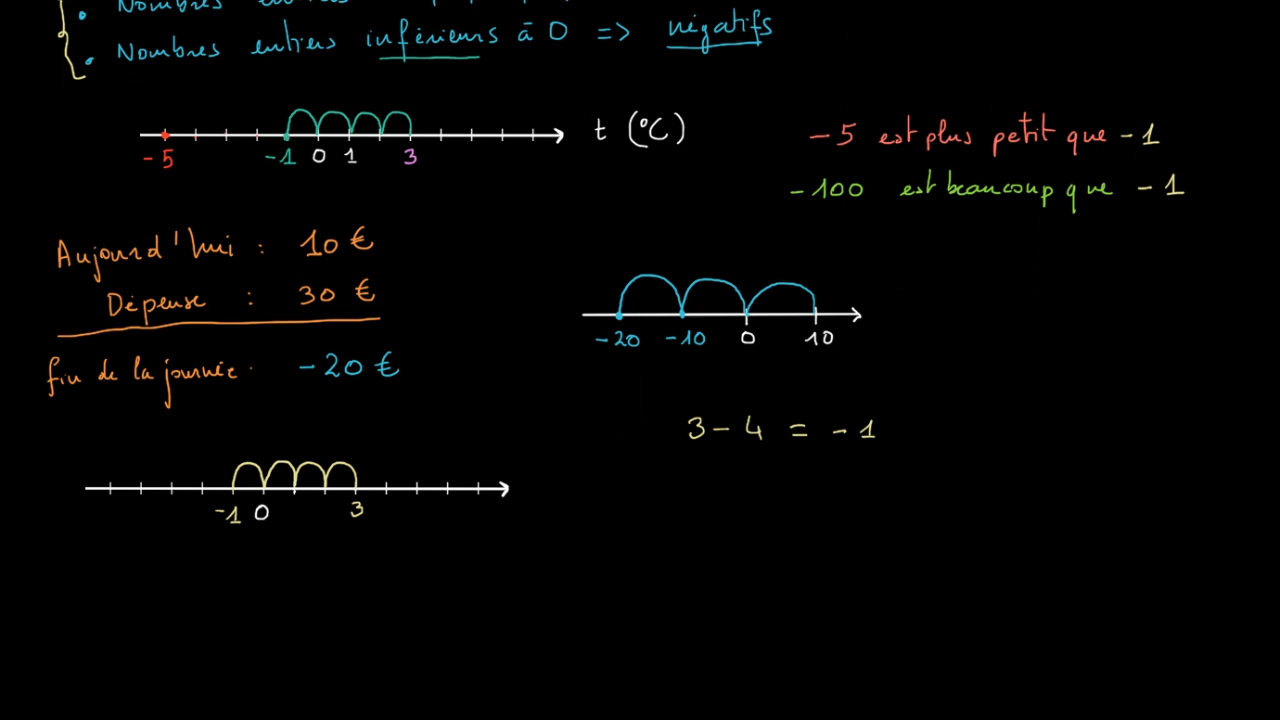 • Nombres
• Nombres entiers inférieurs à 0 => négatifs
-5 -1 0 1 3 t (°C)
-5 est plus petit que -1
-100 est beaucoup que -1
Aujourd'hui : 10 €
Dépense : 30 €
fin de la journée. -20 €
-20 -10 0 10
3 - 4 = -1
-1 0 3